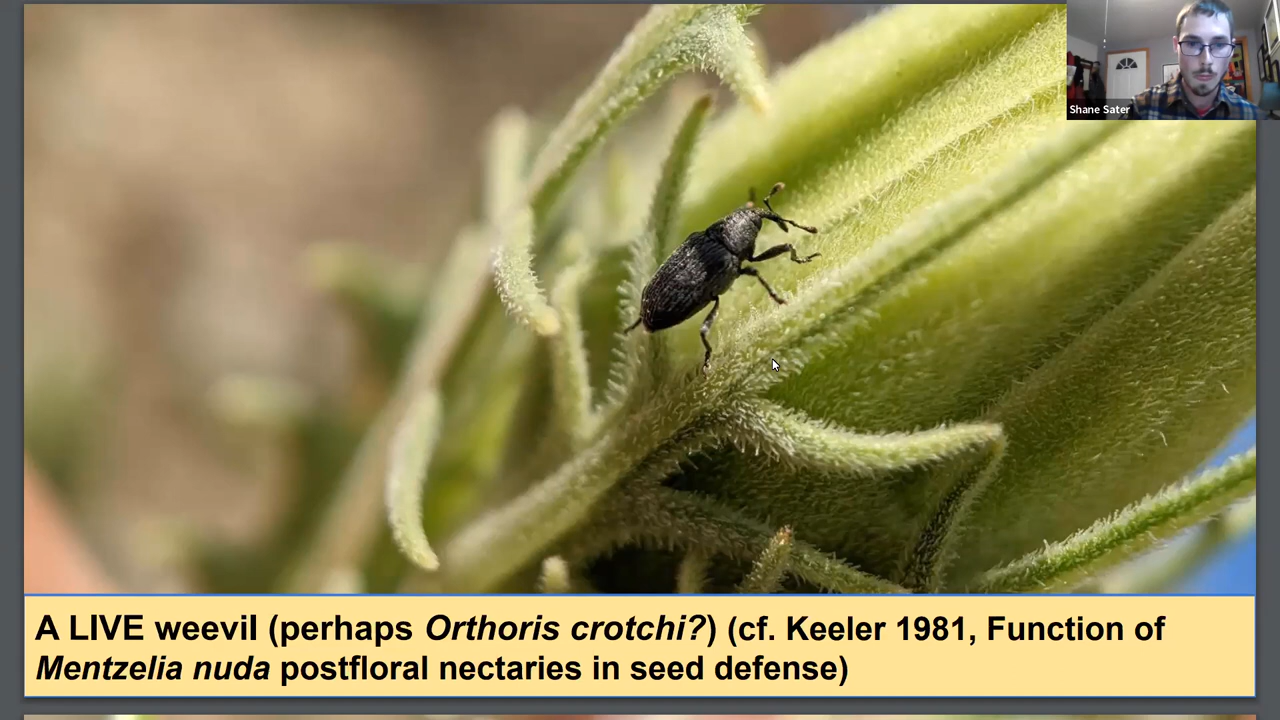 Shane Sater
A LIVE weevil (perhaps Orthoris crotchi?) (cf. Keeler 1981, Function of
Mentzelia nuda postfloral nectaries in seed defense)